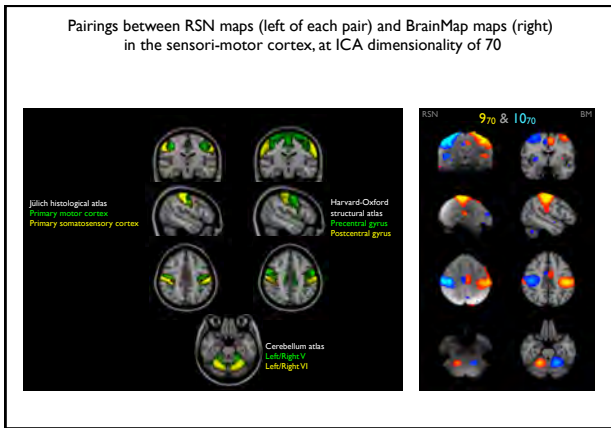 Pairings between RSN maps (left of each pair) and BrainMap maps (right)
in the sensori-motor cortex, at ICA dimensionality of 70
Jülich histological atlas
Primary motor cortex
Primary somatosensory cortex
Harvard-Oxford
structural atlas
Precentral gyrus
Postcentral gyrus
Cerebellum atlas
Left/Right V
Left/Right VI
RSN
9₇₀ & 10₇₀
BM